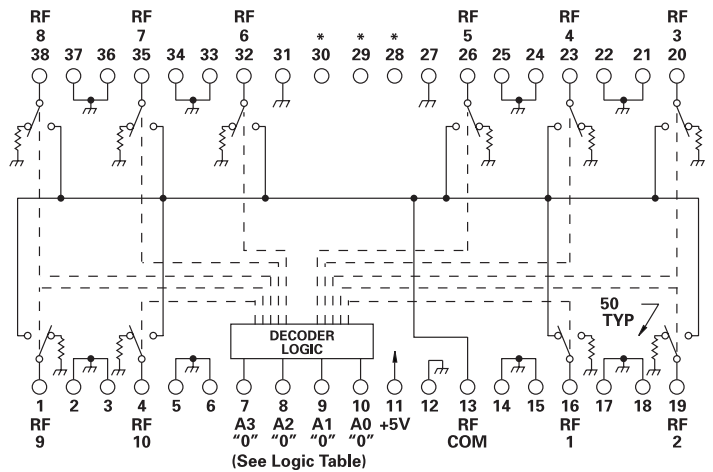 RF RF RF RF RF RF
8 7 6 * * * 5 4 3
38 37 36 35 34 33 32 31 30 29 28 27 26 25 24 23 22 21 20
50
TYP
DECODER
LOGIC
1 2 3 4 5 6 7 8 9 10 11 12 13 14 15 16 17 18 19
RF RF A3 A2 A1 A0 +5V RF RF RF
9 10 “0” “0” “0” “0” COM 1 2
(See Logic Table)